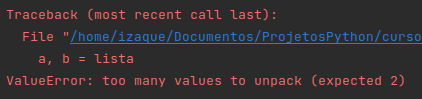 Traceback (most recent call last):
File "/home/izaque/Documentos/ProjetosPython/curso
a, b = lista
ValueError: too many values to unpack (expected 2)